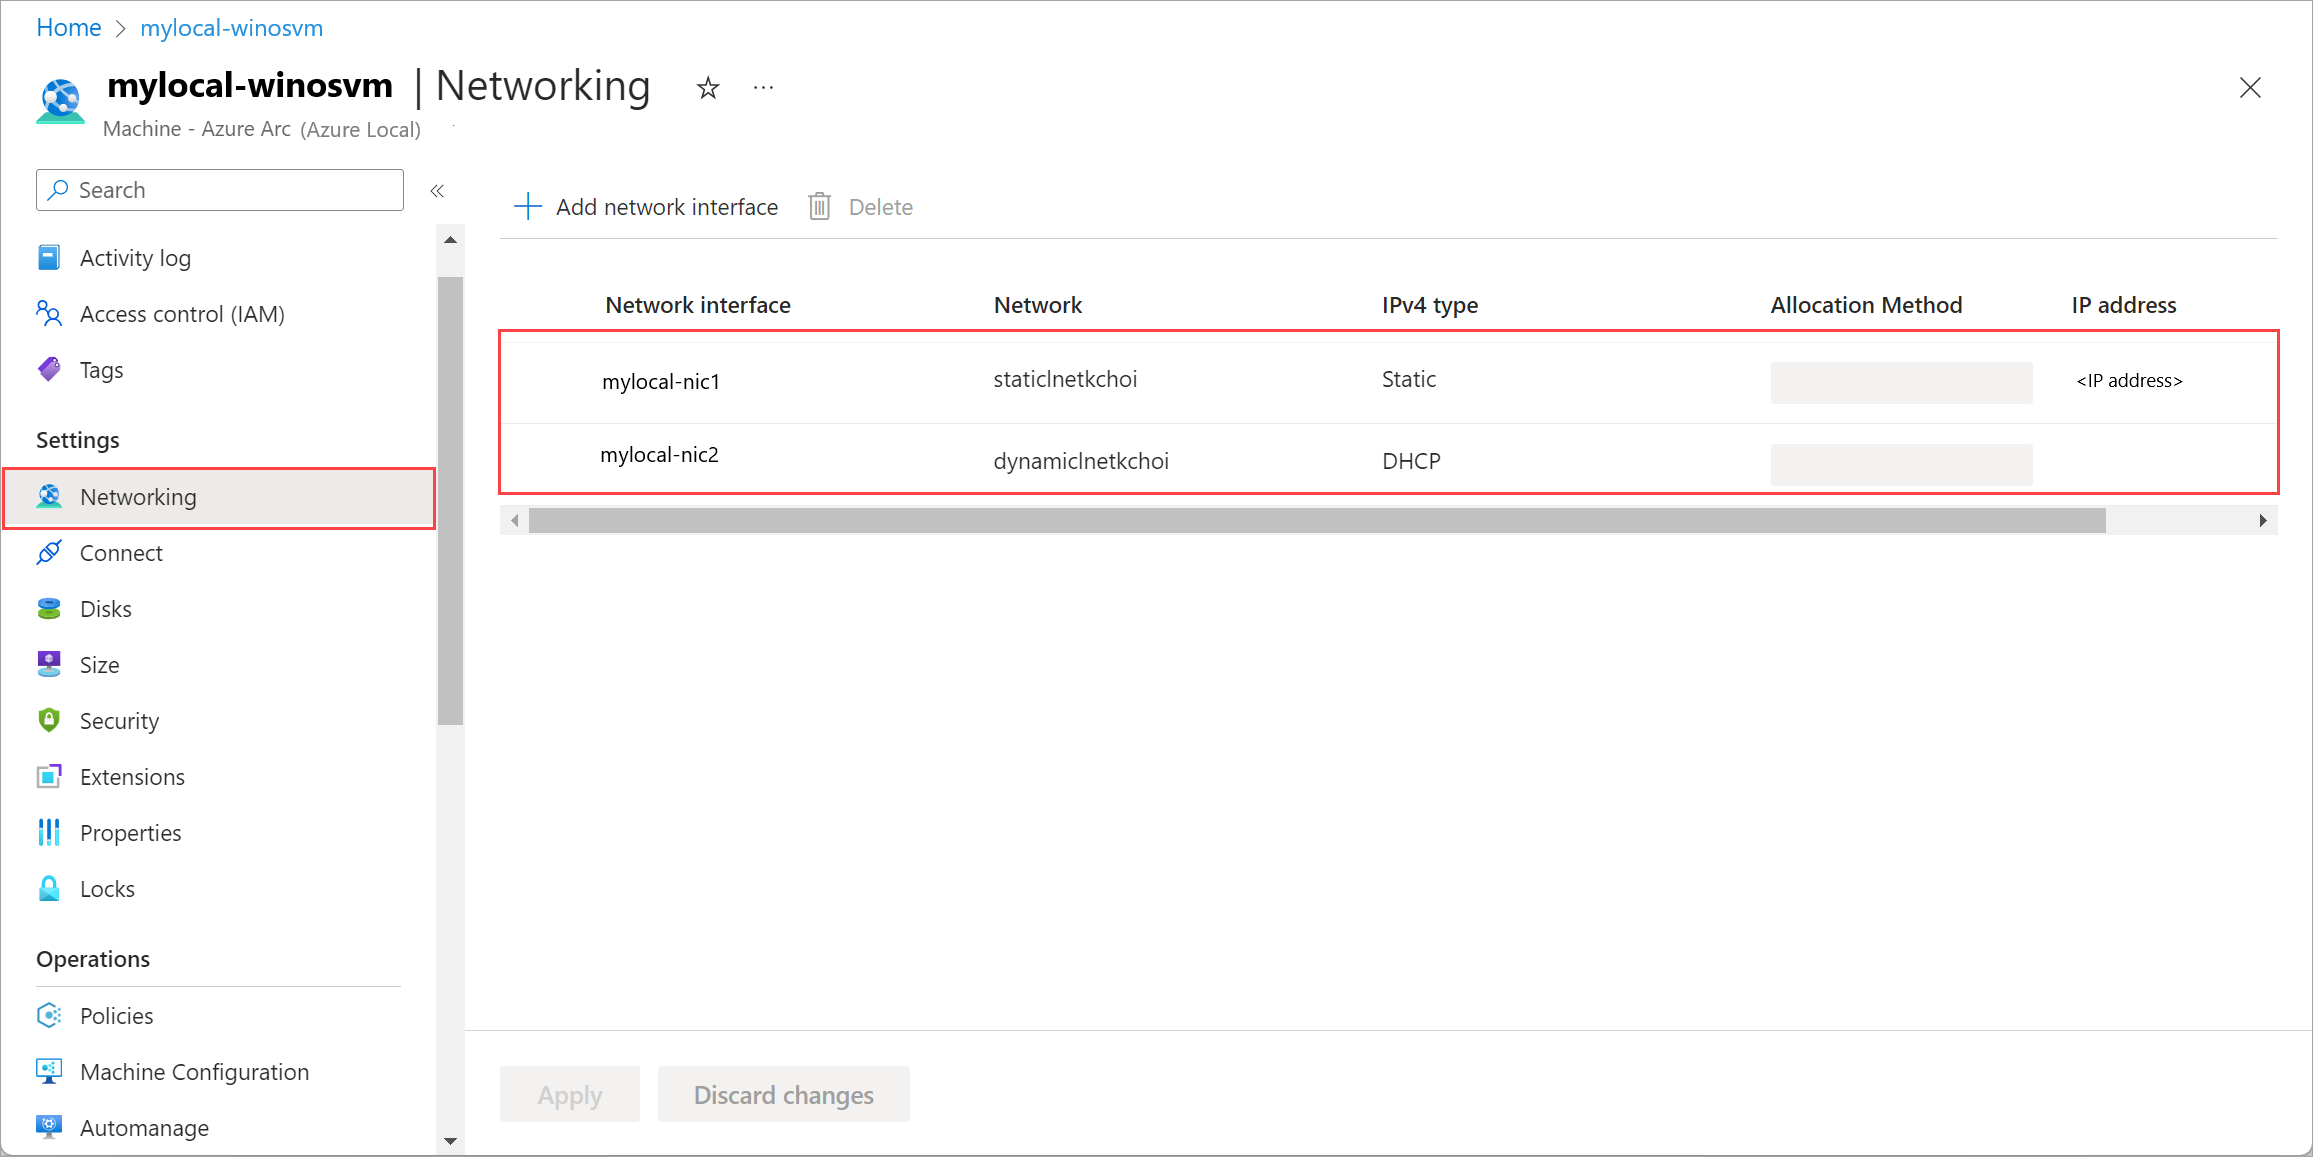 Home > mylocal-winosvm
mylocal-winosvm | Networking ...
Machine - Azure Arc (Azure Local)
Search
«
Add network interface
Delete
Activity log
Access control (IAM)
Tags
Settings
Networking
Connect
Disks
Size
Security
Extensions
Properties
Locks
Operations
Policies
Machine Configuration
Automanage
Network interface Network IPv4 type Allocation Method IP address
mylocal-nic1 staticlnetkchoi Static <IP address>
mylocal-nic2 dynamiclnetkchoi DHCP
Apply
Discard changes